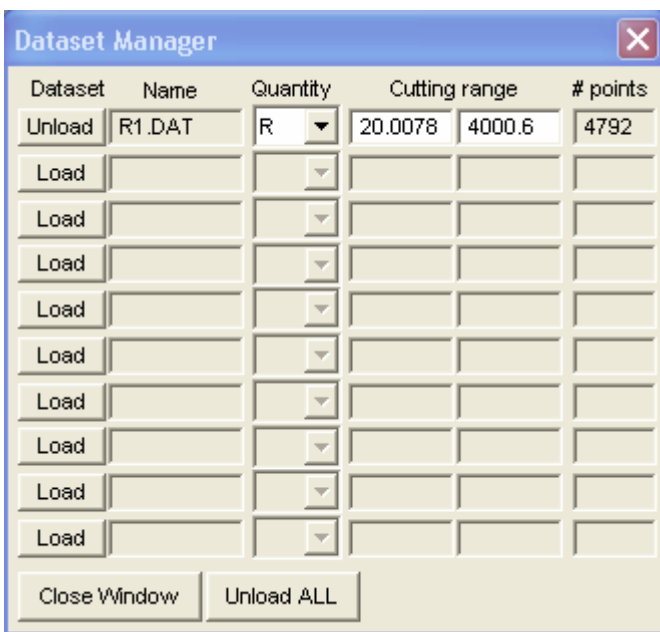 Dataset Manager
Dataset Name Quantity Cutting range # points
Unload R1.DAT R 20.0078 4000.6 4792
Load
Load
Load
Load
Load
Load
Load
Load
Load
Close Window Unload ALL